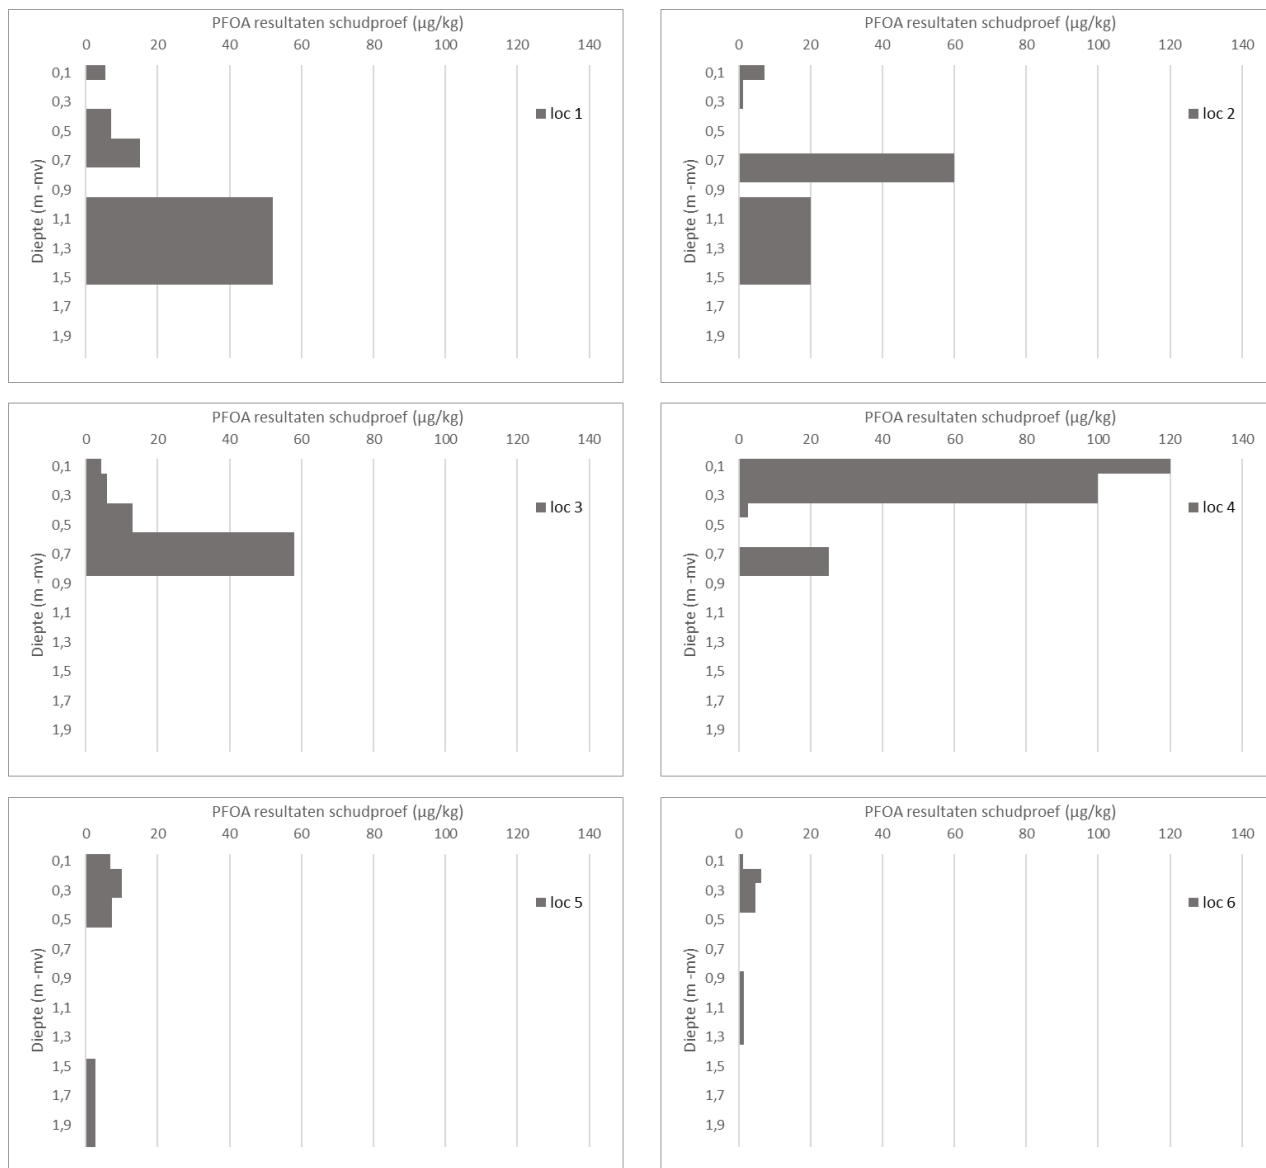 PFOA resultaten schudproef (µg/kg)
0 20 40 60 80 100 120 140
Diepte (m -mv)
0,1
0,3
0,5
0,7
0,9
1,1
1,3
1,5
1,7
1,9
loc 1
PFOA resultaten schudproef (µg/kg)
0 20 40 60 80 100 120 140
Diepte (m -mv)
0,1
0,3
0,5
0,7
0,9
1,1
1,3
1,5
1,7
1,9
loc 2
PFOA resultaten schudproef (µg/kg)
0 20 40 60 80 100 120 140
Diepte (m -mv)
0,1
0,3
0,5
0,7
0,9
1,1
1,3
1,5
1,7
1,9
loc 3
PFOA resultaten schudproef (µg/kg)
0 20 40 60 80 100 120 140
Diepte (m -mv)
0,1
0,3
0,5
0,7
0,9
1,1
1,3
1,5
1,7
1,9
loc 4
PFOA resultaten schudproef (µg/kg)
0 20 40 60 80 100 120 140
Diepte (m -mv)
0,1
0,3
0,5
0,7
0,9
1,1
1,3
1,5
1,7
1,9
loc 5
PFOA resultaten schudproef (µg/kg)
0 20 40 60 80 100 120 140
Diepte (m -mv)
0,1
0,3
0,5
0,7
0,9
1,1
1,3
1,5
1,7
1,9
loc 6